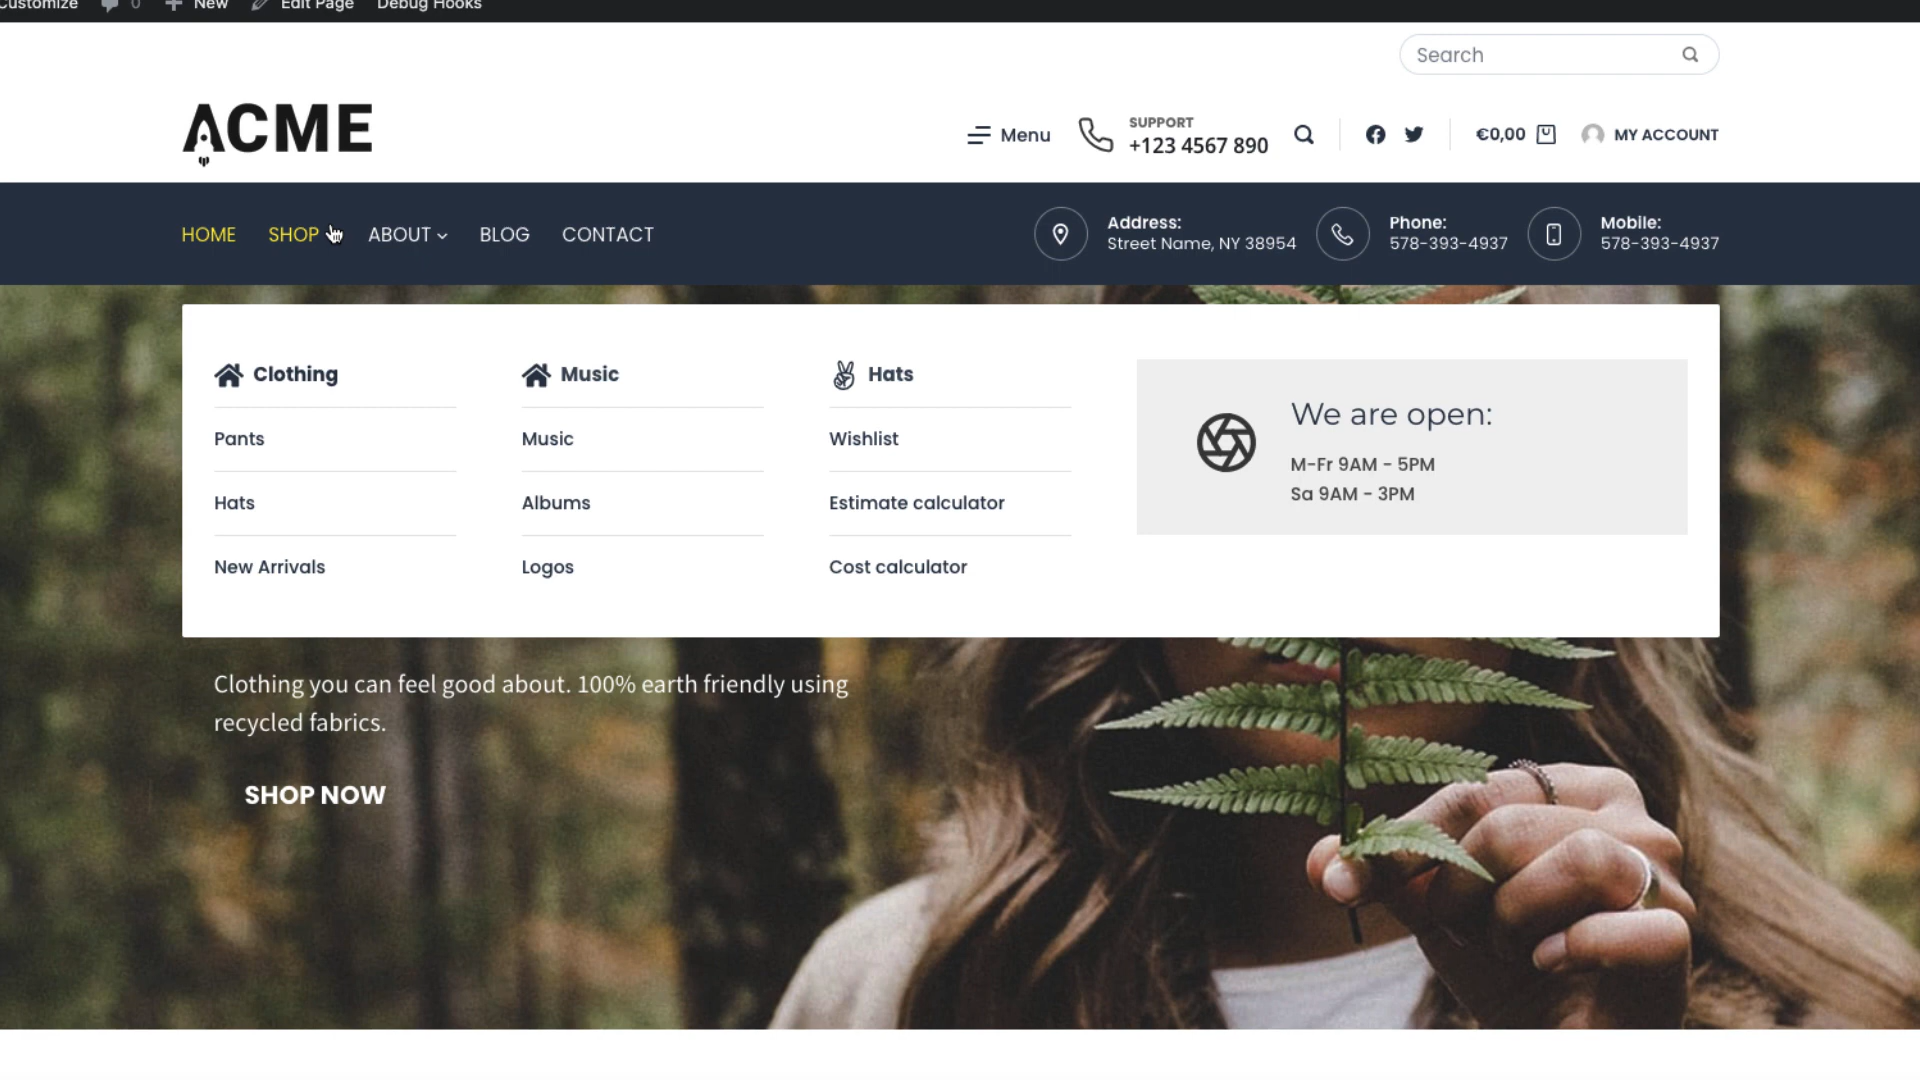 Customize 0 New Edit Page Debug Hooks
Search
ACME
Menu
SUPPORT
+123 4567 890
€0,00
MY ACCOUNT
HOME SHOP ABOUT BLOG CONTACT
Address:
Street Name, NY 38954
Phone:
578-393-4937
Mobile:
578-393-4937
Clothing
Pants
Hats
New Arrivals
Music
Music
Albums
Logos
Hats
Wishlist
Estimate calculator
Cost calculator
We are open:
M-Fr 9AM - 5PM
Sa 9AM - 3PM
Clothing you can feel good about. 100% earth friendly using
recycled fabrics.
SHOP NOW